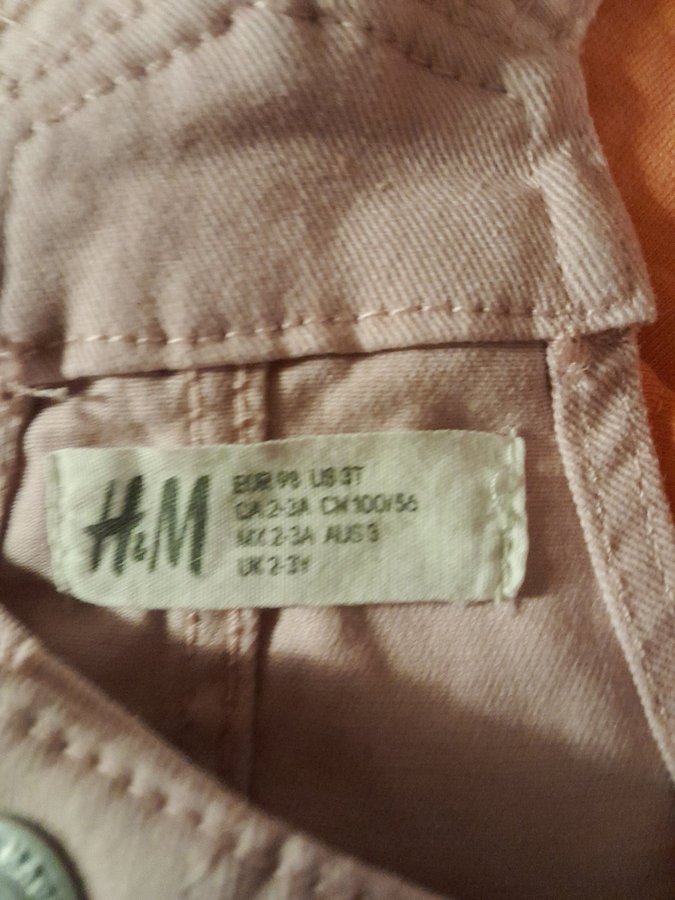 H&M
EUR 98 US 3T
CA 2-3A CN 100/56
MX 2-3A AUS 3
UK 2-3Y